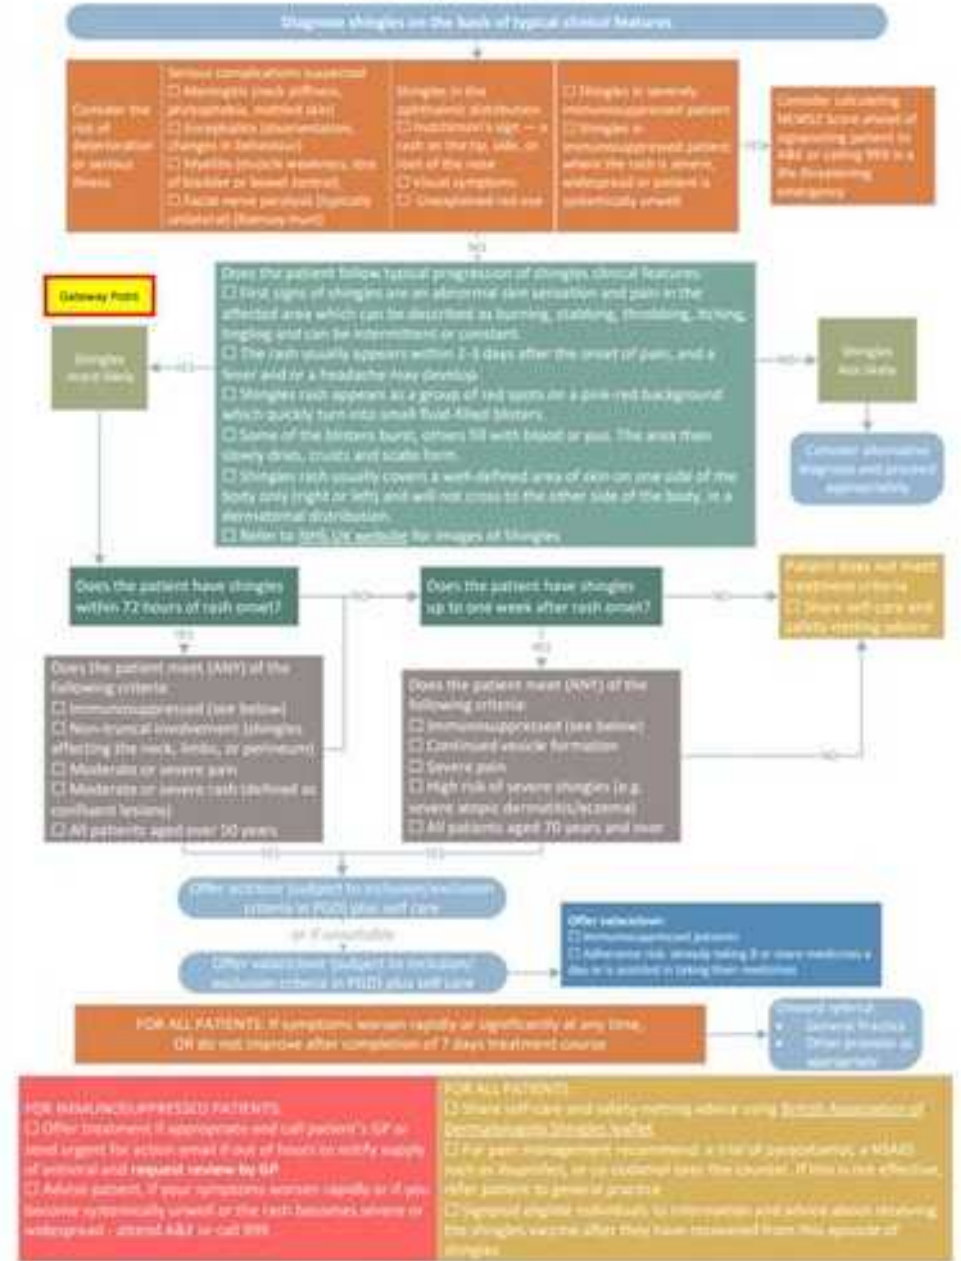 Diagnose shingles on the basis of typical clinical features
Consider the
risk of
deterioration
or serious
illness
Serious complications suspected
☐ Meningitis (neck stiffness,
photophobia, mottled skin)
☐ Encephalitis (disorientation,
changes in behaviour)
☐ Myelitis (muscle weakness, loss
of bladder or bowel control)
☐ Facial nerve paralysis (typically
unilateral) (Ramsay Hunt)
Shingles in the
ophthalmic distribution
☐ Hutchinson's sign — a
rash on the tip, side, or
root of the nose
☐ Visual symptoms
☐ Unexplained red eye
☐ Shingles in severely
immunosuppressed patient
☐ Shingles in
immunosuppressed patient
where the rash is severe,
widespread or patient is
systemically unwell
Consider calculating
NEWS2 Score ahead of
signposting patient to
A&E or calling 999 in a
life threatening
emergency
NO
Does the patient follow typical progression of shingles clinical features
☐ First signs of shingles are an abnormal skin sensation and pain in the
affected area which can be described as burning, stabbing, throbbing, itching,
tingling and can be intermittent or constant.
☐ The rash usually appears within 2-3 days after the onset of pain, and a
fever and or a headache may develop.
☐ Shingles rash appears as a group of red spots on a pink-red background
which quickly turn into small fluid-filled blisters.
☐ Some of the blisters burst, others fill with blood or pus. The area then
slowly dries, crusts and scabs form.
☐ Shingles rash usually covers a well-defined area of skin on one side of the
body only (right or left) and will not cross to the other side of the body, in a
dermatomal distribution.
☐ Refer to NHS.UK website for images of Shingles
Gateway Point
Shingles
more likely
YES
NO
Shingles
less likely
Consider alternative
diagnosis and proceed
appropriately
Does the patient have shingles
within 72 hours of rash onset?
NO
Does the patient have shingles
up to one week after rash onset?
NO
Patient does not meet
treatment criteria
☐ Share self-care and
safety-netting advice
YES
YES
Does the patient meet (ANY) of the
following criteria:
☐ Immunosuppressed (see below)
☐ Non-truncal involvement (shingles
affecting the neck, limbs, or perineum)
☐ Moderate or severe pain
☐ Moderate or severe rash (defined as
confluent lesions)
☐ All patients aged over 50 years
Does the patient meet (ANY) of the
following criteria:
☐ Immunosuppressed (see below)
☐ Continued vesicle formation
☐ Severe pain
☐ High risk of severe shingles (e.g.
severe atopic dermatitis/eczema)
☐ All patients aged 70 years and over
NO
YES
YES
Offer aciclovir (subject to inclusion/exclusion
criteria in PGD) plus self care
or if unsuitable
Offer valaciclovir (subject to inclusion/
exclusion criteria in PGD) plus self care
Offer valaciclovir:
☐ Immunosuppressed patients
☐ Adherence risk: already taking 8 or more medicines a
day or is assisted in taking their medicines
FOR ALL PATIENTS: If symptoms worsen rapidly or significantly at any time,
OR do not improve after completion of 7 days treatment course
Onward referral
• General Practice
• Other provider as
appropriate
FOR IMMUNOSUPPRESSED PATIENTS:
☐ Offer treatment if appropriate and call patient's GP or
send urgent for action email if out of hours to notify supply
of antiviral and request review by GP
☐ Advise patient, if your symptoms worsen rapidly or if you
become systemically unwell or the rash becomes severe or
widespread - attend A&E or call 999
FOR ALL PATIENTS:
☐ Share self-care and safety-netting advice using British Association of
Dermatologists Shingles leaflet
☐ For pain management recommend: a trial of paracetamol, a NSAID
such as ibuprofen, or co-codamol over the counter. If this is not effective,
refer patient to general practice
☐ Signpost eligible individuals to information and advice about receiving
the shingles vaccine after they have recovered from this episode of
shingles